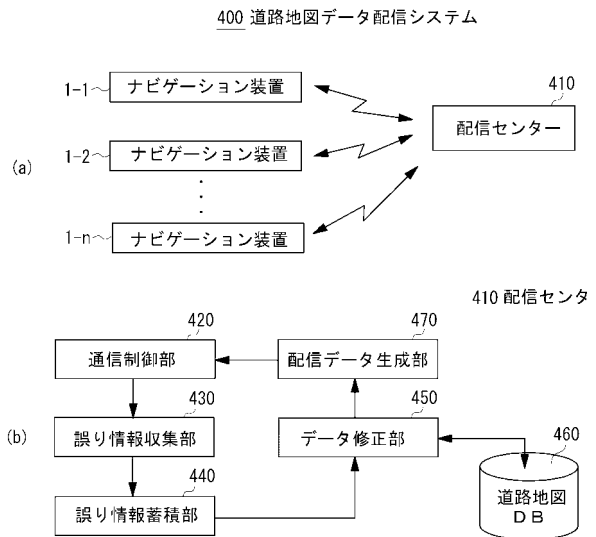 400 道路地図データ配信システム
1-1 ナビゲーション装置
410
配信センター
1-2 ナビゲーション装置
(a)
1-n ナビゲーション装置
410 配信センタ
420
通信制御部
470
配信データ生成部
430
誤り情報収集部
450
データ修正部
(b)
440
誤り情報蓄積部
460
道路地図
DB